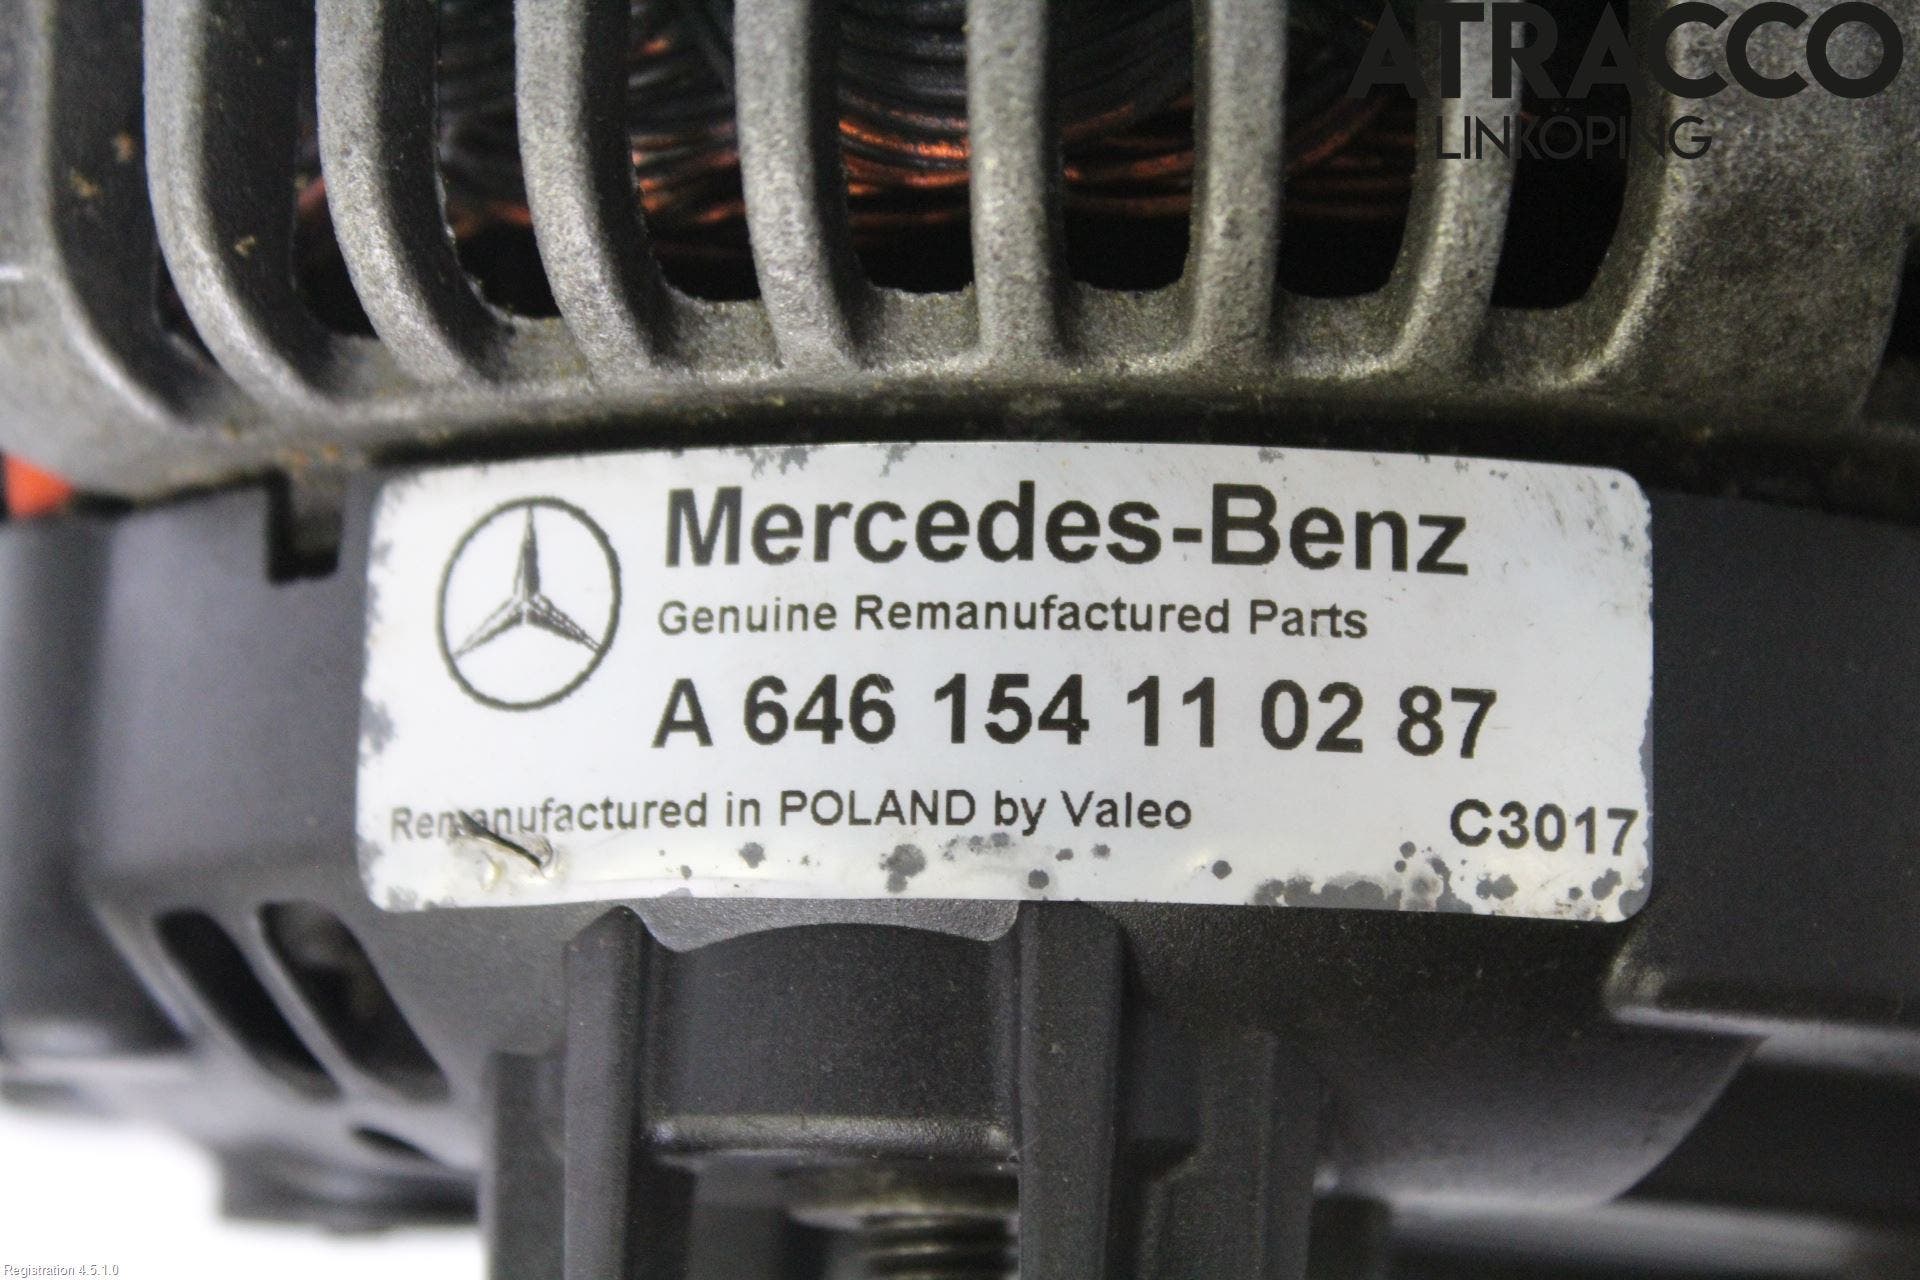 ATRACCO
LINKÖPING
Mercedes-Benz
Genuine Remanufactured Parts
A 646 154 11 02 87
Remanufactured in POLAND by Valeo
C3017
Registration 4.5.1.0